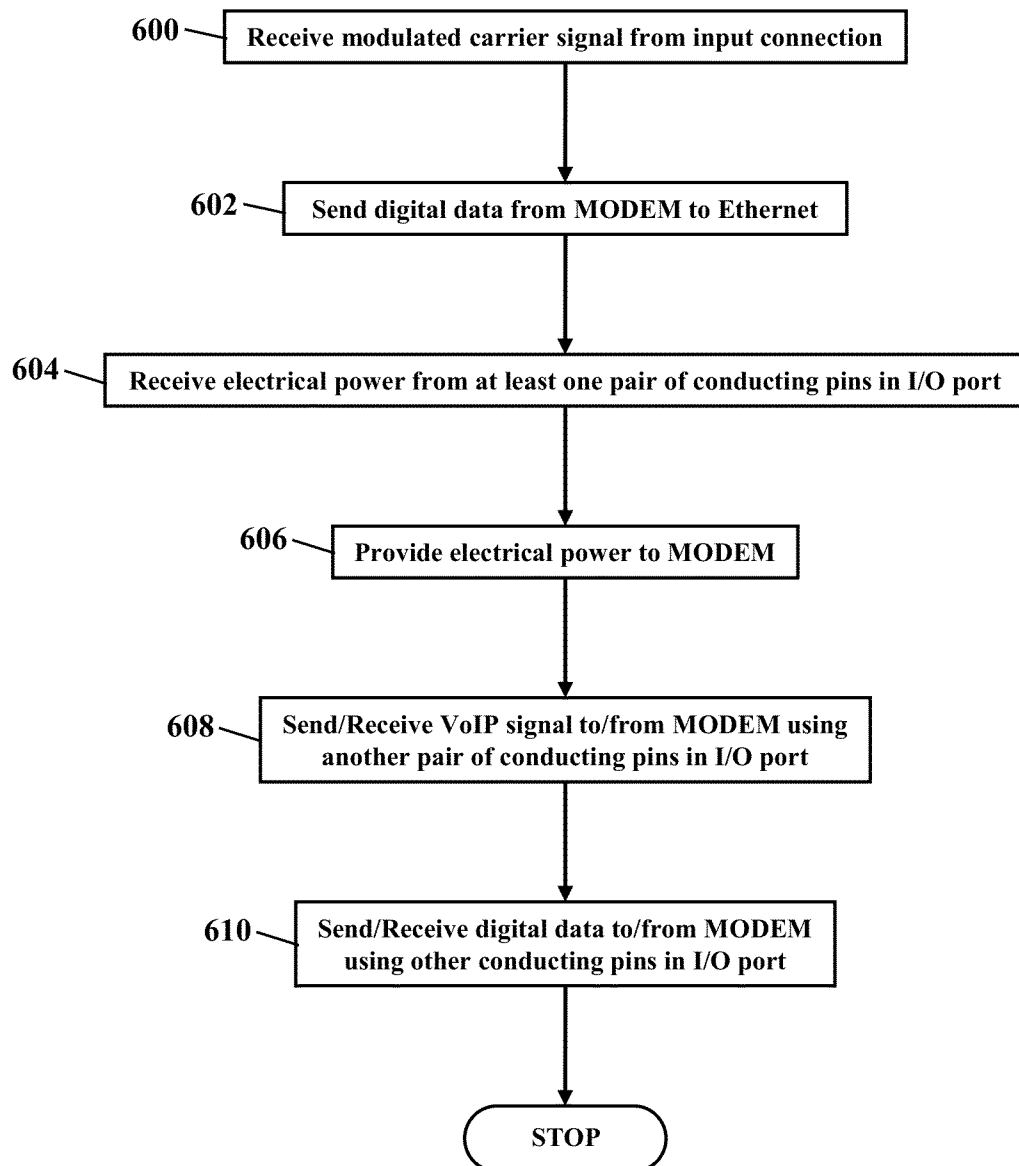 600
Receive modulated carrier signal from input connection
602
Send digital data from MODEM to Ethernet
604
Receive electrical power from at least one pair of conducting pins in I/O port
606
Provide electrical power to MODEM
608
Send/Receive VoIP signal to/from MODEM using
another pair of conducting pins in I/O port
610
Send/Receive digital data to/from MODEM
using other conducting pins in I/O port
STOP